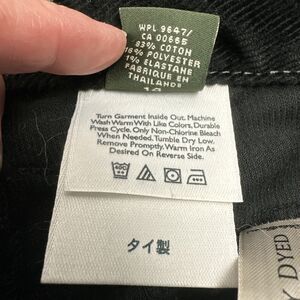 WPL 9647/
CA 00665
83% COTON
16% POLYESTER
1% ELASTANE
FABRIQUE EN
THAILANDE
Turn Garment Inside Out. Machine
Wash Warm With Like Colors, Durable
Press Cycle. Only Non-Chlorine Bleach
When Needed. Tumble Dry Low.
Remove Promptly. Warm Iron As
Desired On Reverse Side.
タイ製
DYED